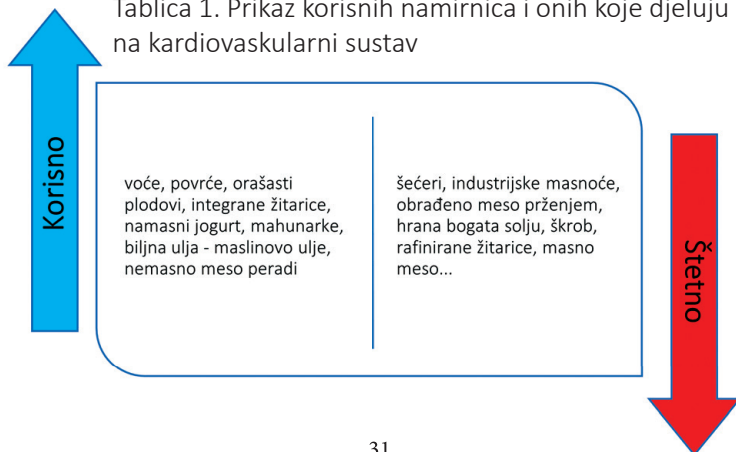 Tablica 1. Prikaz korisnih namirnica i onih koje djeluju
na kardiovaskularni sustav
Korisno
voće, povrće, orašasti
plodovi, integrane žitarice,
namasni jogurt, mahunarke,
biljna ulja - maslinovo ulje,
nemasno meso peradi
šećeri, industrijske masnoće,
obrađeno meso prženjem,
hrana bogata solju, škrob,
rafinirane žitarice, masno
meso...
Štetno
31